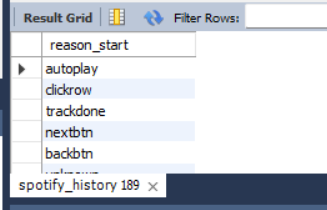 Result Grid Filter Rows:
reason_start
autoplay
clickrow
trackdone
nextbtn
backbtn
spotify_history 189